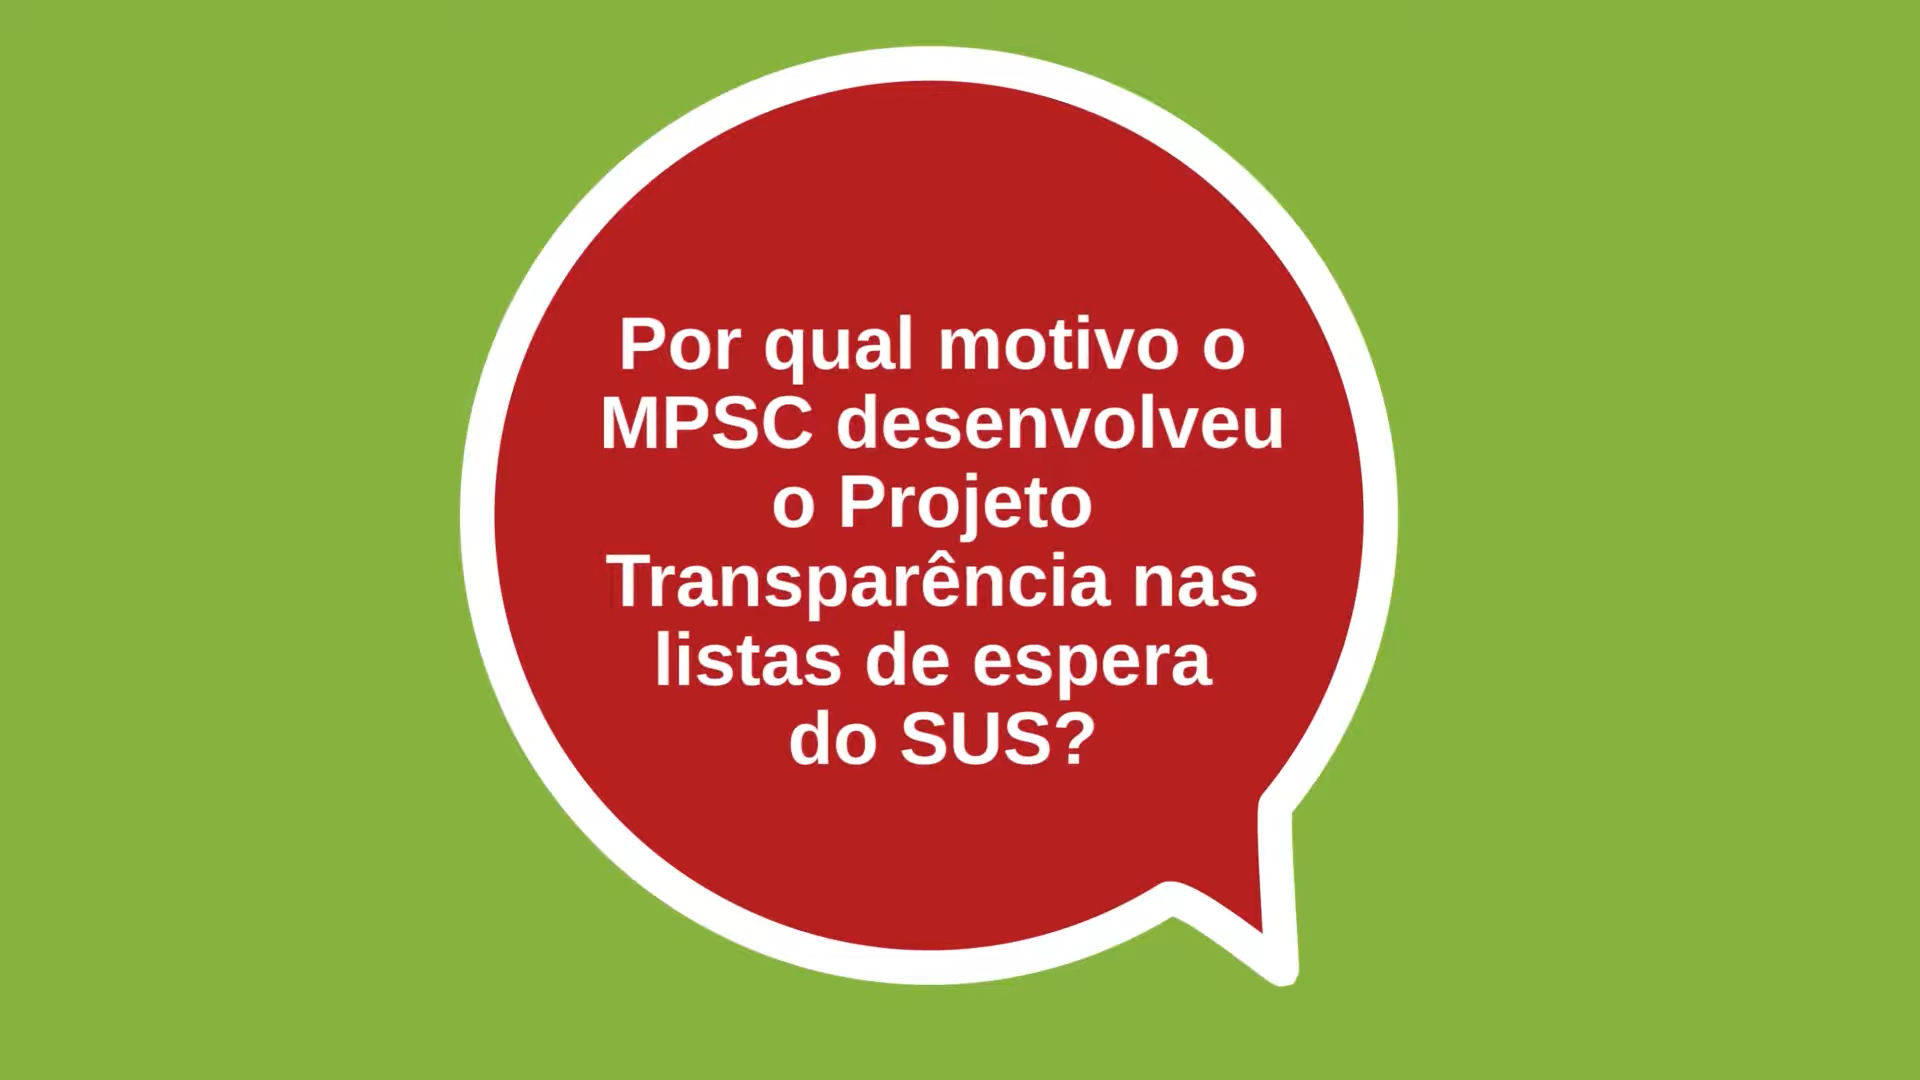 Por qual motivo o
MPSC desenvolveu
o Projeto
Transparência nas
listas de espera
do SUS?